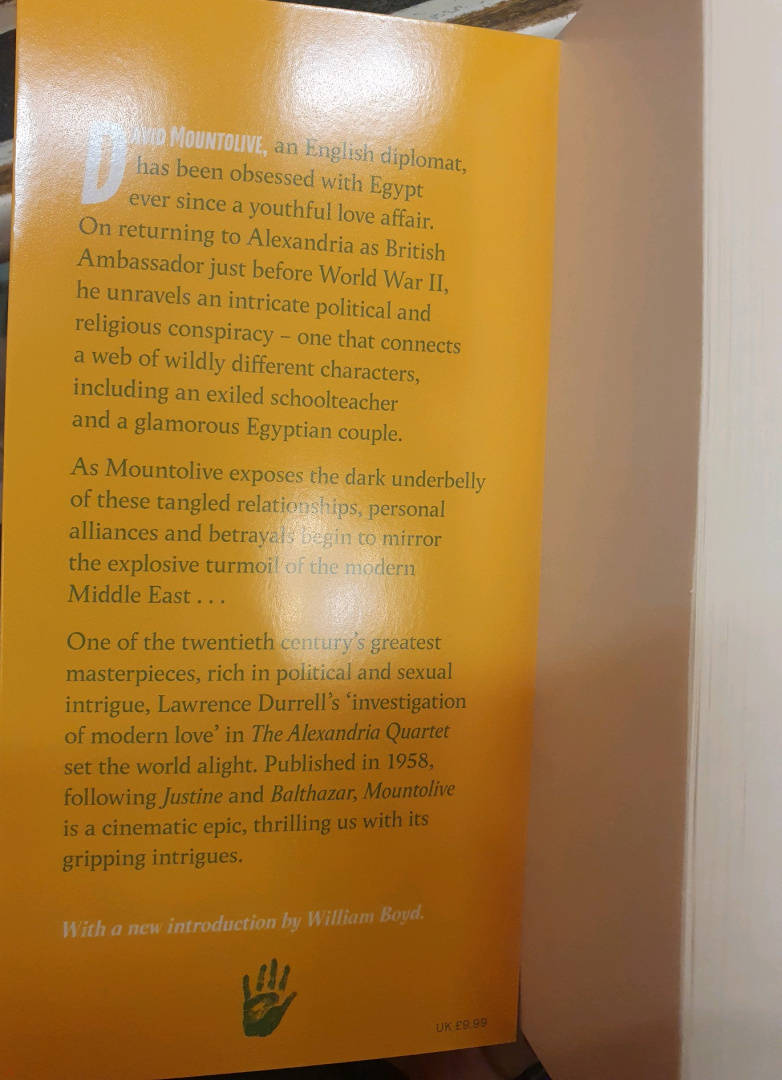 DAVID MOUNTOLIVE, an English diplomat,
has been obsessed with Egypt
ever since a youthful love affair.
On returning to Alexandria as British
Ambassador just before World War II,
he unravels an intricate political and
religious conspiracy – one that connects
a web of wildly different characters,
including an exiled schoolteacher
and a glamorous Egyptian couple.
As Mountolive exposes the dark underbelly
of these tangled relationships, personal
alliances and betrayals begin to mirror
the explosive turmoil of the modern
Middle East . . .
One of the twentieth century's greatest
masterpieces, rich in political and sexual
intrigue, Lawrence Durrell's ‘investigation
of modern love’ in The Alexandria Quartet
set the world alight. Published in 1958,
following Justine and Balthazar, Mountolive
is a cinematic epic, thrilling us with its
gripping intrigues.
With a new introduction by William Boyd.
UK £9.99